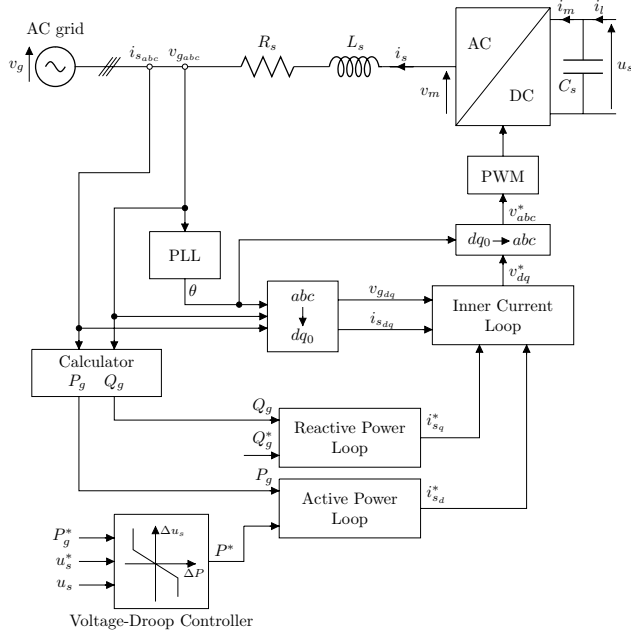 AC grid
v_g
i_{s_{abc}}
v_{g_{abc}}
R_s
L_s
i_s
v_m
AC
DC
i_m
i_l
C_s
u_s
PWM
v^*_{abc}
dq_0 → abc
v^*_{dq}
PLL
θ
abc
↓
dq_0
v_{g_{dq}}
i_{s_{dq}}
Inner Current
Loop
Calculator
P_g Q_g
Q_g
Q^*_g
Reactive Power
Loop
i^*_{s_q}
P_g
Active Power
Loop
i^*_{s_d}
P^*_g
u^*_s
u_s
Δu_s
ΔP
P^*
Voltage-Droop Controller